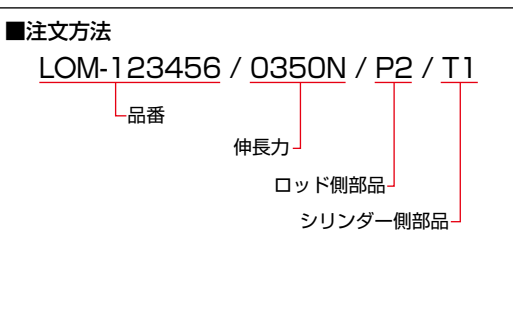 ■注文方法
LOM-123456 / 0350N / P2 / T1
品番
伸長力
ロッド側部品
シリンダー側部品